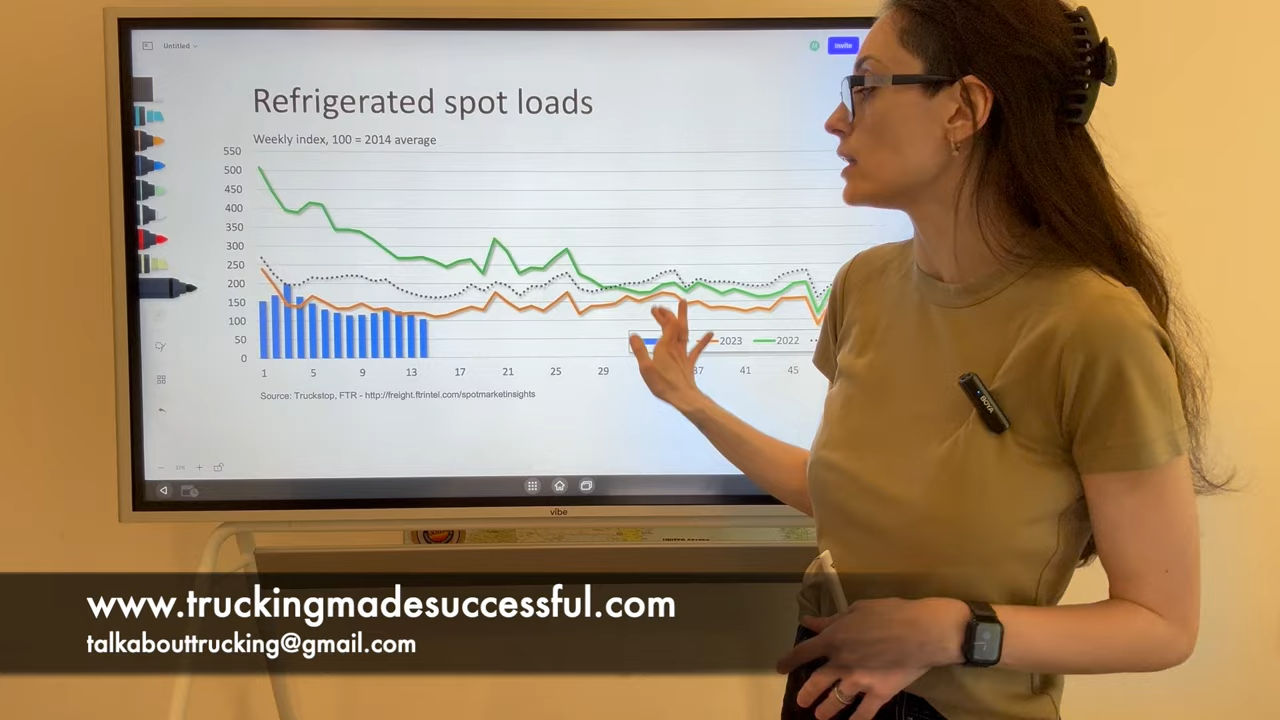 Untitled
Invite
Refrigerated spot loads
Weekly index, 100 = 2014 average
550
500
450
400
350
300
250
200
150
100
50
0
1 5 9 13 17 21 25 29 37 41 45
2023 2022
Source: Truckstop, FTR - http://freight.ftrintel.com/spotmarketinsights
vibe
BOYA
www.truckingmadesuccessful.com
talkabouttrucking@gmail.com